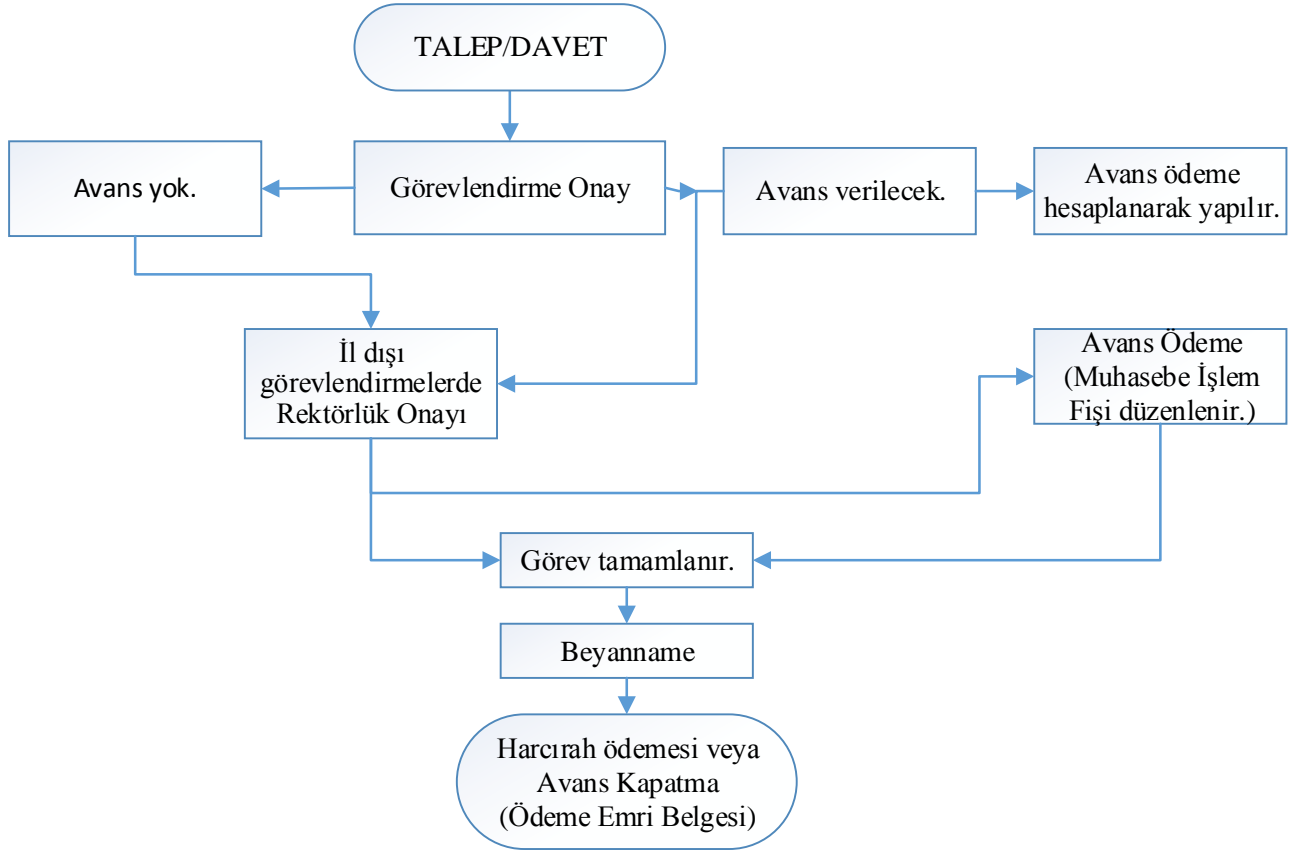 TALEP/DAVET
Avans yok.
Görevlendirme Onay
Avans verilecek.
Avans ödeme
hesaplanarak yapılır.
İl dışı
görevlendirmelerde
Rektörlük Onayı
Avans Ödeme
(Muhasebe İşlem
Fişi düzenlenir.)
Görev tamamlanır.
Beyanname
Harcırah ödemesi veya
Avans Kapatma
(Ödeme Emri Belgesi)